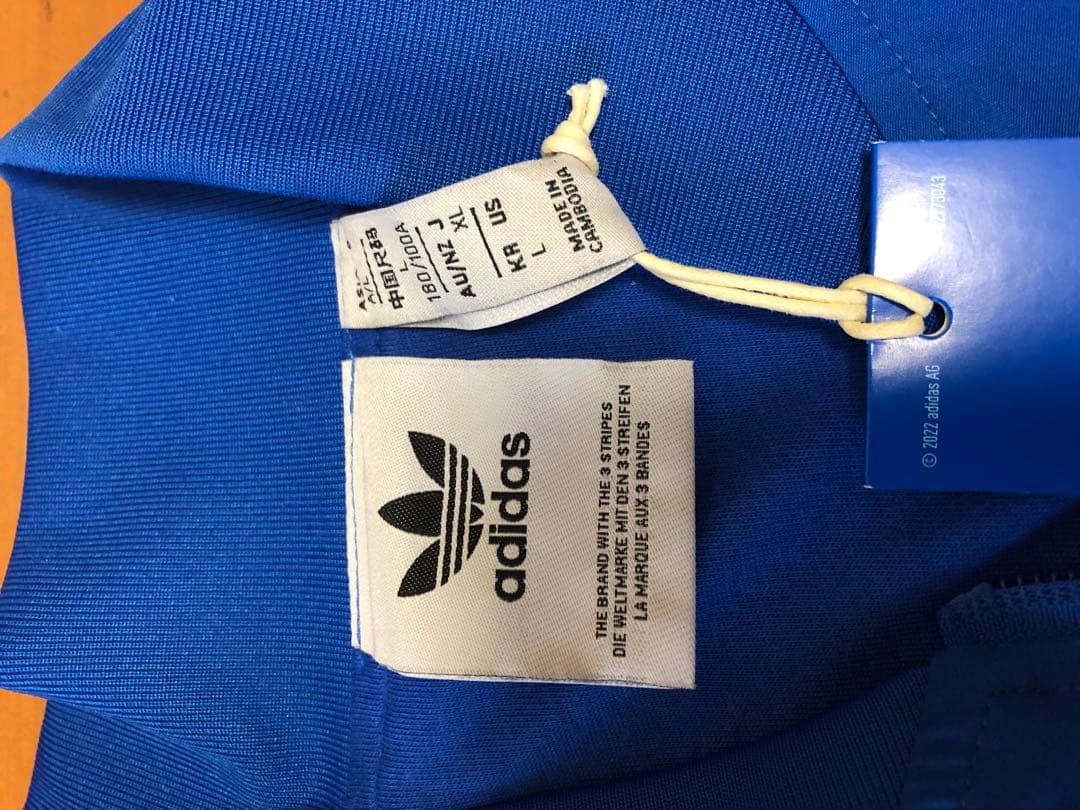 A/L
中国尺码
L
180/100A
AU/NZ J
XL
KR US
L
MADE IN
CAMBODIA
adidas
THE BRAND WITH THE 3 STRIPES
DIE WELTMARKE MIT DEN 3 STREIFEN
LA MARQUE AUX 3 BANDES
© 2022 adidas AG